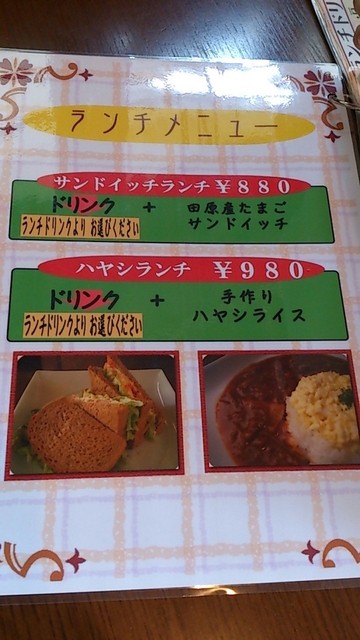 ランチメニュー
サンドイッチランチ ¥880
ドリンク + 田原産たまご
ランチドリンクより お選びください サンドイッチ
ハヤシランチ ¥980
ドリンク + 手作り
ランチドリンクより お選びください ハヤシライス